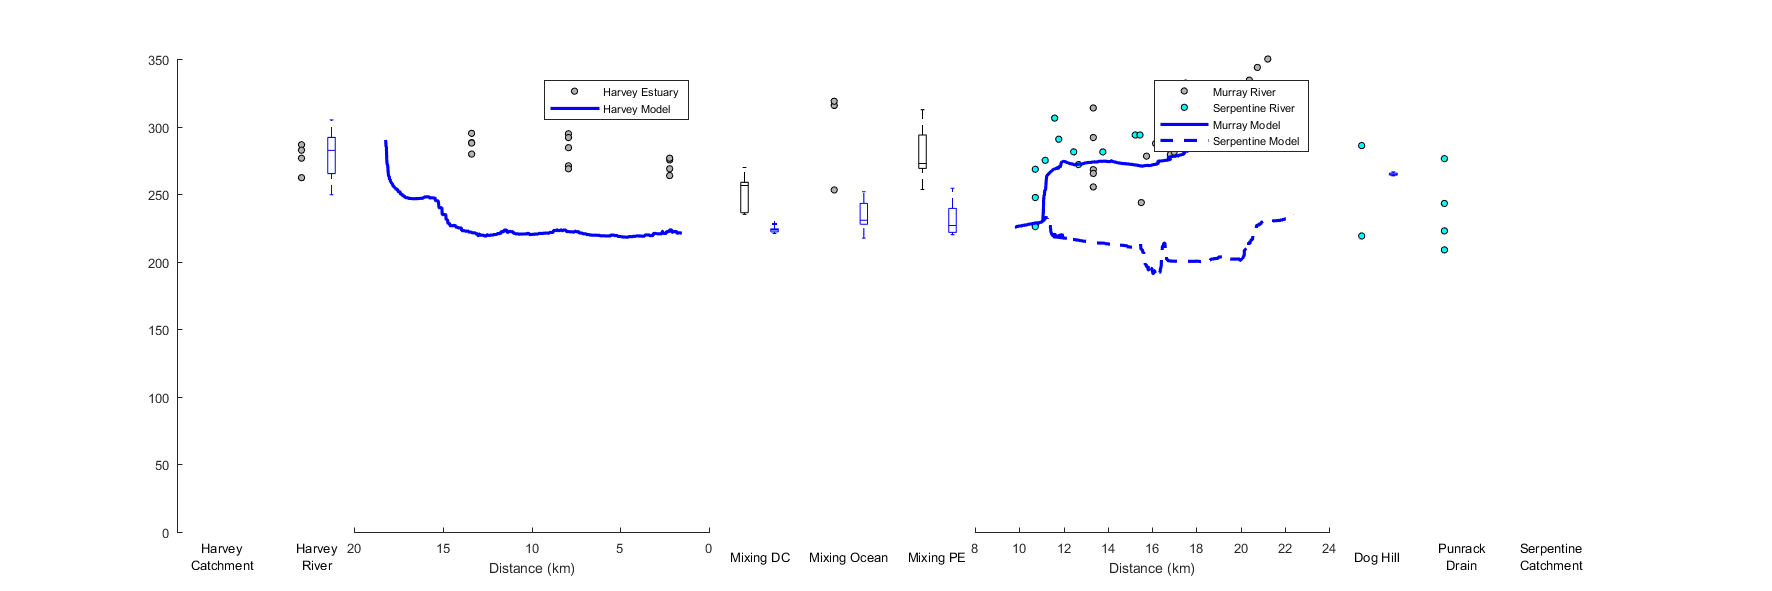 350
300
250
200
150
100
50
0
Harvey Estuary
Harvey Model
Murray River
Serpentine River
Murray Model
Serpentine Model
20 15 10 5 0
8 10 12 14 16 18 20 22 24
Distance (km)
Distance (km)
Harvey
Catchment
Harvey
River
Mixing DC
Mixing Ocean
Mixing PE
Dog Hill
Punrack
Drain
Serpentine
Catchment